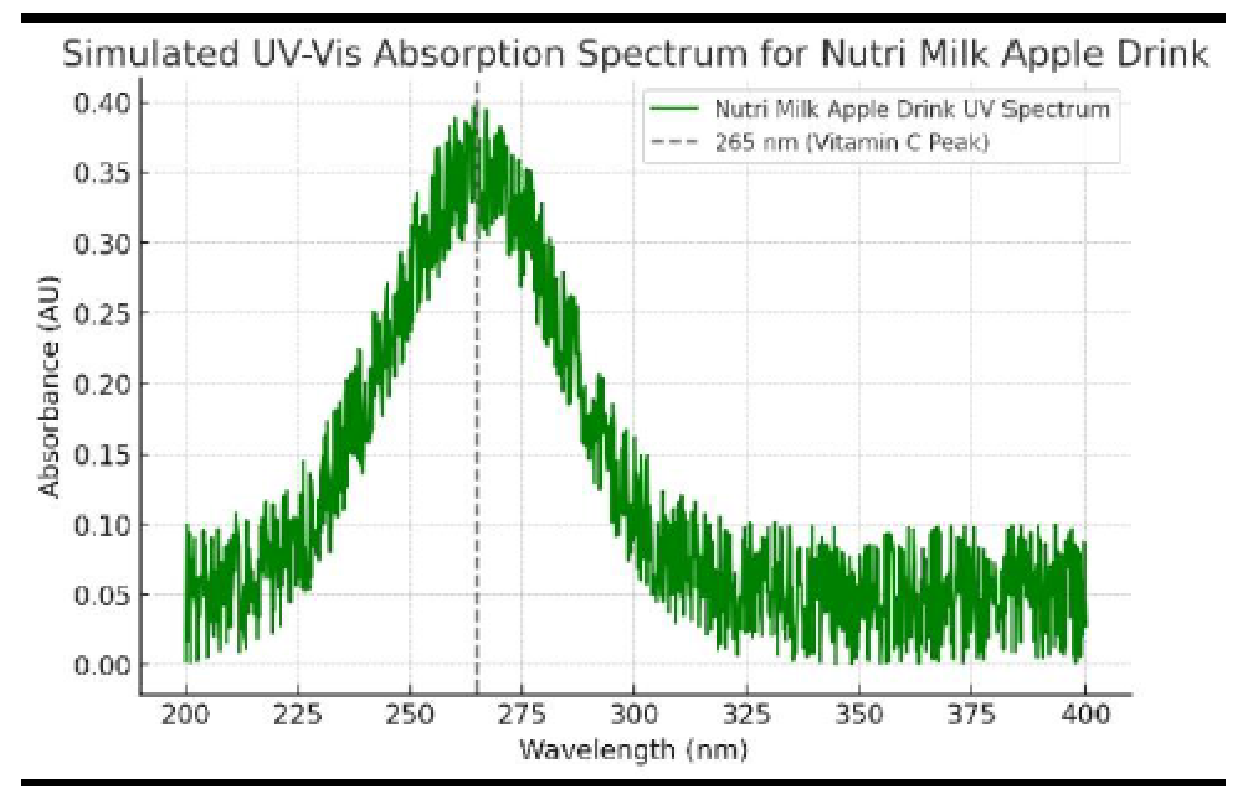 Simulated UV-Vis Absorption Spectrum for Nutri Milk Apple Drink
Nutri Milk Apple Drink UV Spectrum
265 nm (Vitamin C Peak)
Absorbance (AU)
0.40
0.35
0.30
0.25
0.20
0.15
0.10
0.05
0.00
200 225 250 275 300 325 350 375 400
Wavelength (nm)